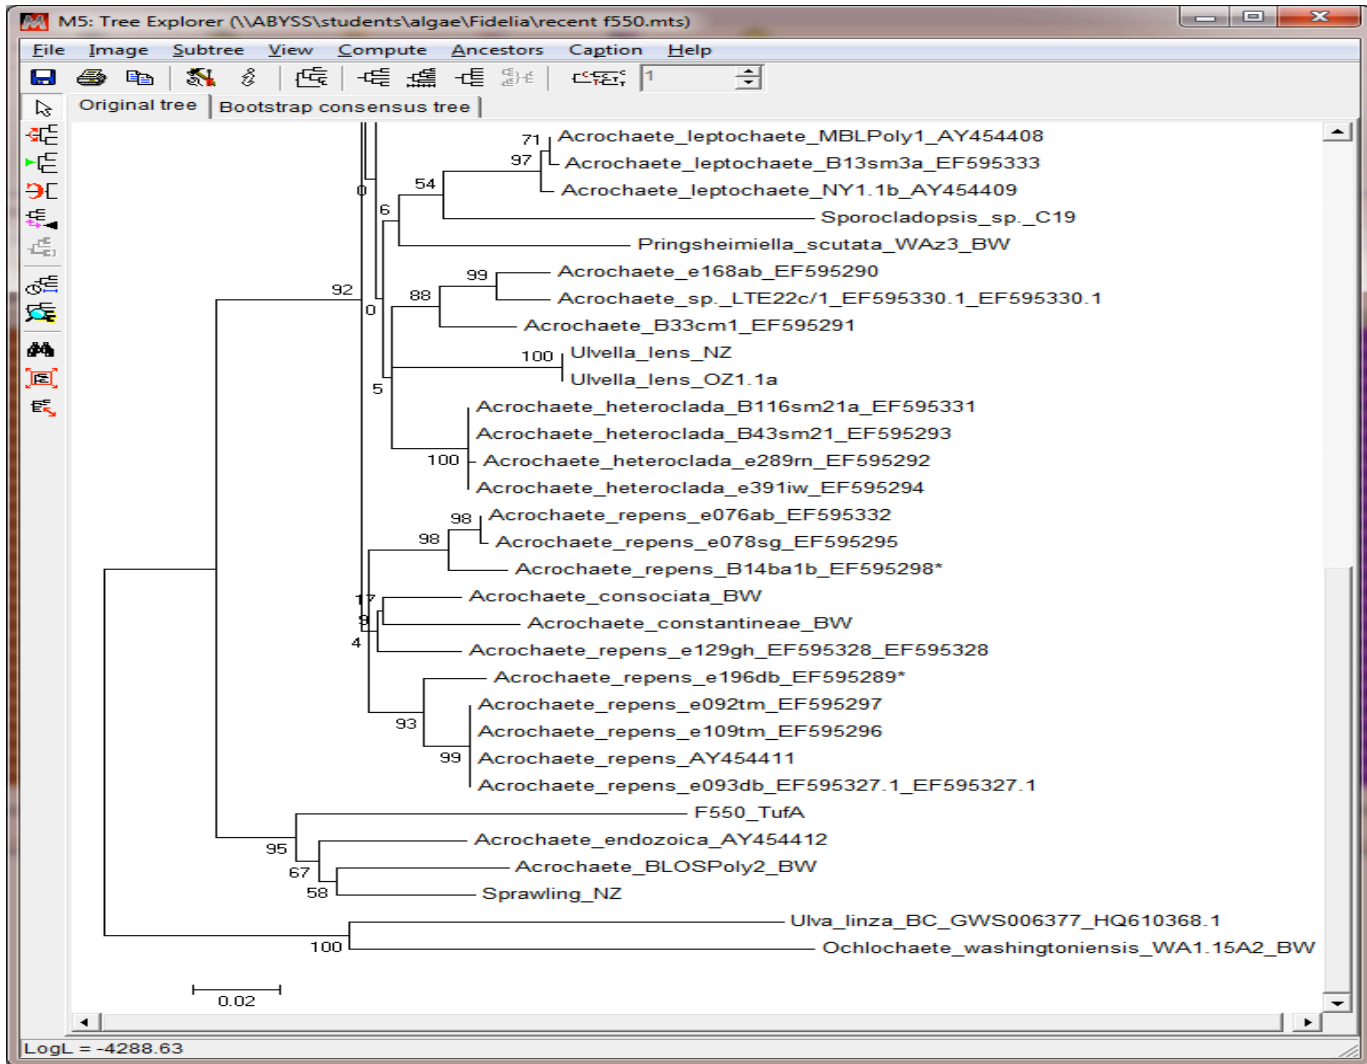 M5: Tree Explorer (\\ABYSS\students\algae\Fidelia\recent f550.mts)
File Image Subtree View Compute Ancestors Caption Help
1
Original tree Bootstrap consensus tree
71 Acrochaete_leptochaete_MBLPoly1_AY454408
97 Acrochaete_leptochaete_B13sm3a_EF595333
0 54 Acrochaete_leptochaete_NY1.1b_AY454409
6 Sporocladopsis_sp._C19
Pringsheimiella_scutata_WAz3_BW
99 Acrochaete_e168ab_EF595290
92 88 Acrochaete_sp._LTE22c/1_EF595330.1_EF595330.1
0 Acrochaete_B33cm1_EF595291
100 Ulvella_lens_NZ
5 Ulvella_lens_OZ1.1a
Acrochaete_heteroclada_B116sm21a_EF595331
Acrochaete_heteroclada_B43sm21_EF595293
100 Acrochaete_heteroclada_e289rn_EF595292
Acrochaete_heteroclada_e391iw_EF595294
98 Acrochaete_repens_e076ab_EF595332
98 Acrochaete_repens_e078sg_EF595295
Acrochaete_repens_B14ba1b_EF595298*
17 Acrochaete_consociata_BW
9 Acrochaete_constantineae_BW
4 Acrochaete_repens_e129gh_EF595328_EF595328
Acrochaete_repens_e196db_EF595289*
93 Acrochaete_repens_e092tm_EF595297
Acrochaete_repens_e109tm_EF595296
99 Acrochaete_repens_AY454411
Acrochaete_repens_e093db_EF595327.1_EF595327.1
F550_TufA
95 Acrochaete_endozoica_AY454412
67 Acrochaete_BLOSPoly2_BW
58 Sprawling_NZ
Ulva_linza_BC_GWS006377_HQ610368.1
100 Ochlochaete_washingtoniensis_WA1.15A2_BW
0.02
LogL = -4288.63